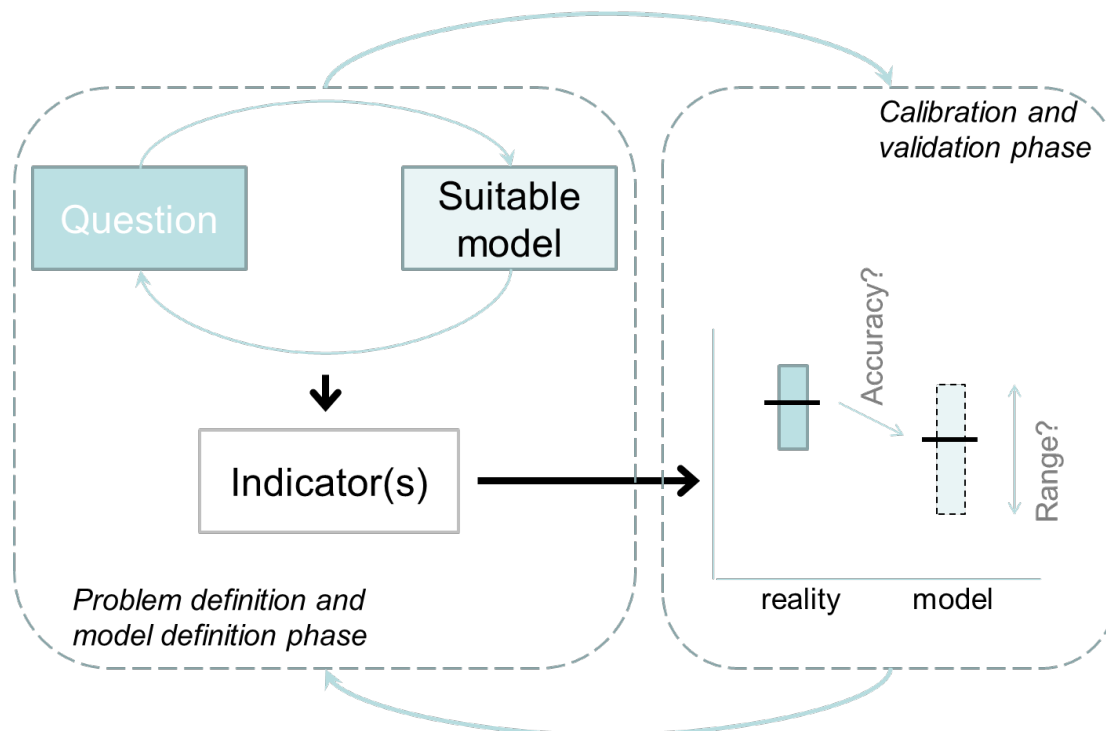 Calibration and
validation phase
Question
Suitable
model
Accuracy?
Range?
Indicator(s)
reality
model
Problem definition and
model definition phase